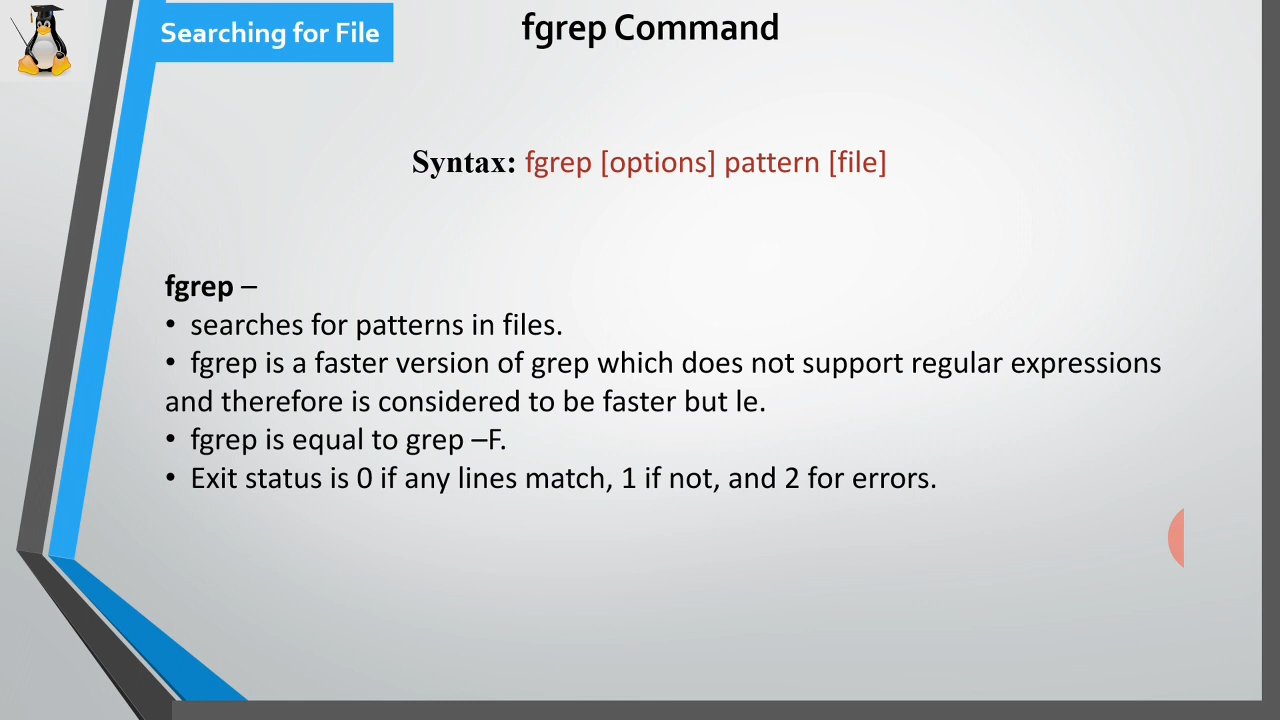 Searching for File
fgrep Command
Syntax: fgrep [options] pattern [file]
fgrep –
• searches for patterns in files.
• fgrep is a faster version of grep which does not support regular expressions
and therefore is considered to be faster but le.
• fgrep is equal to grep –F.
• Exit status is 0 if any lines match, 1 if not, and 2 for errors.